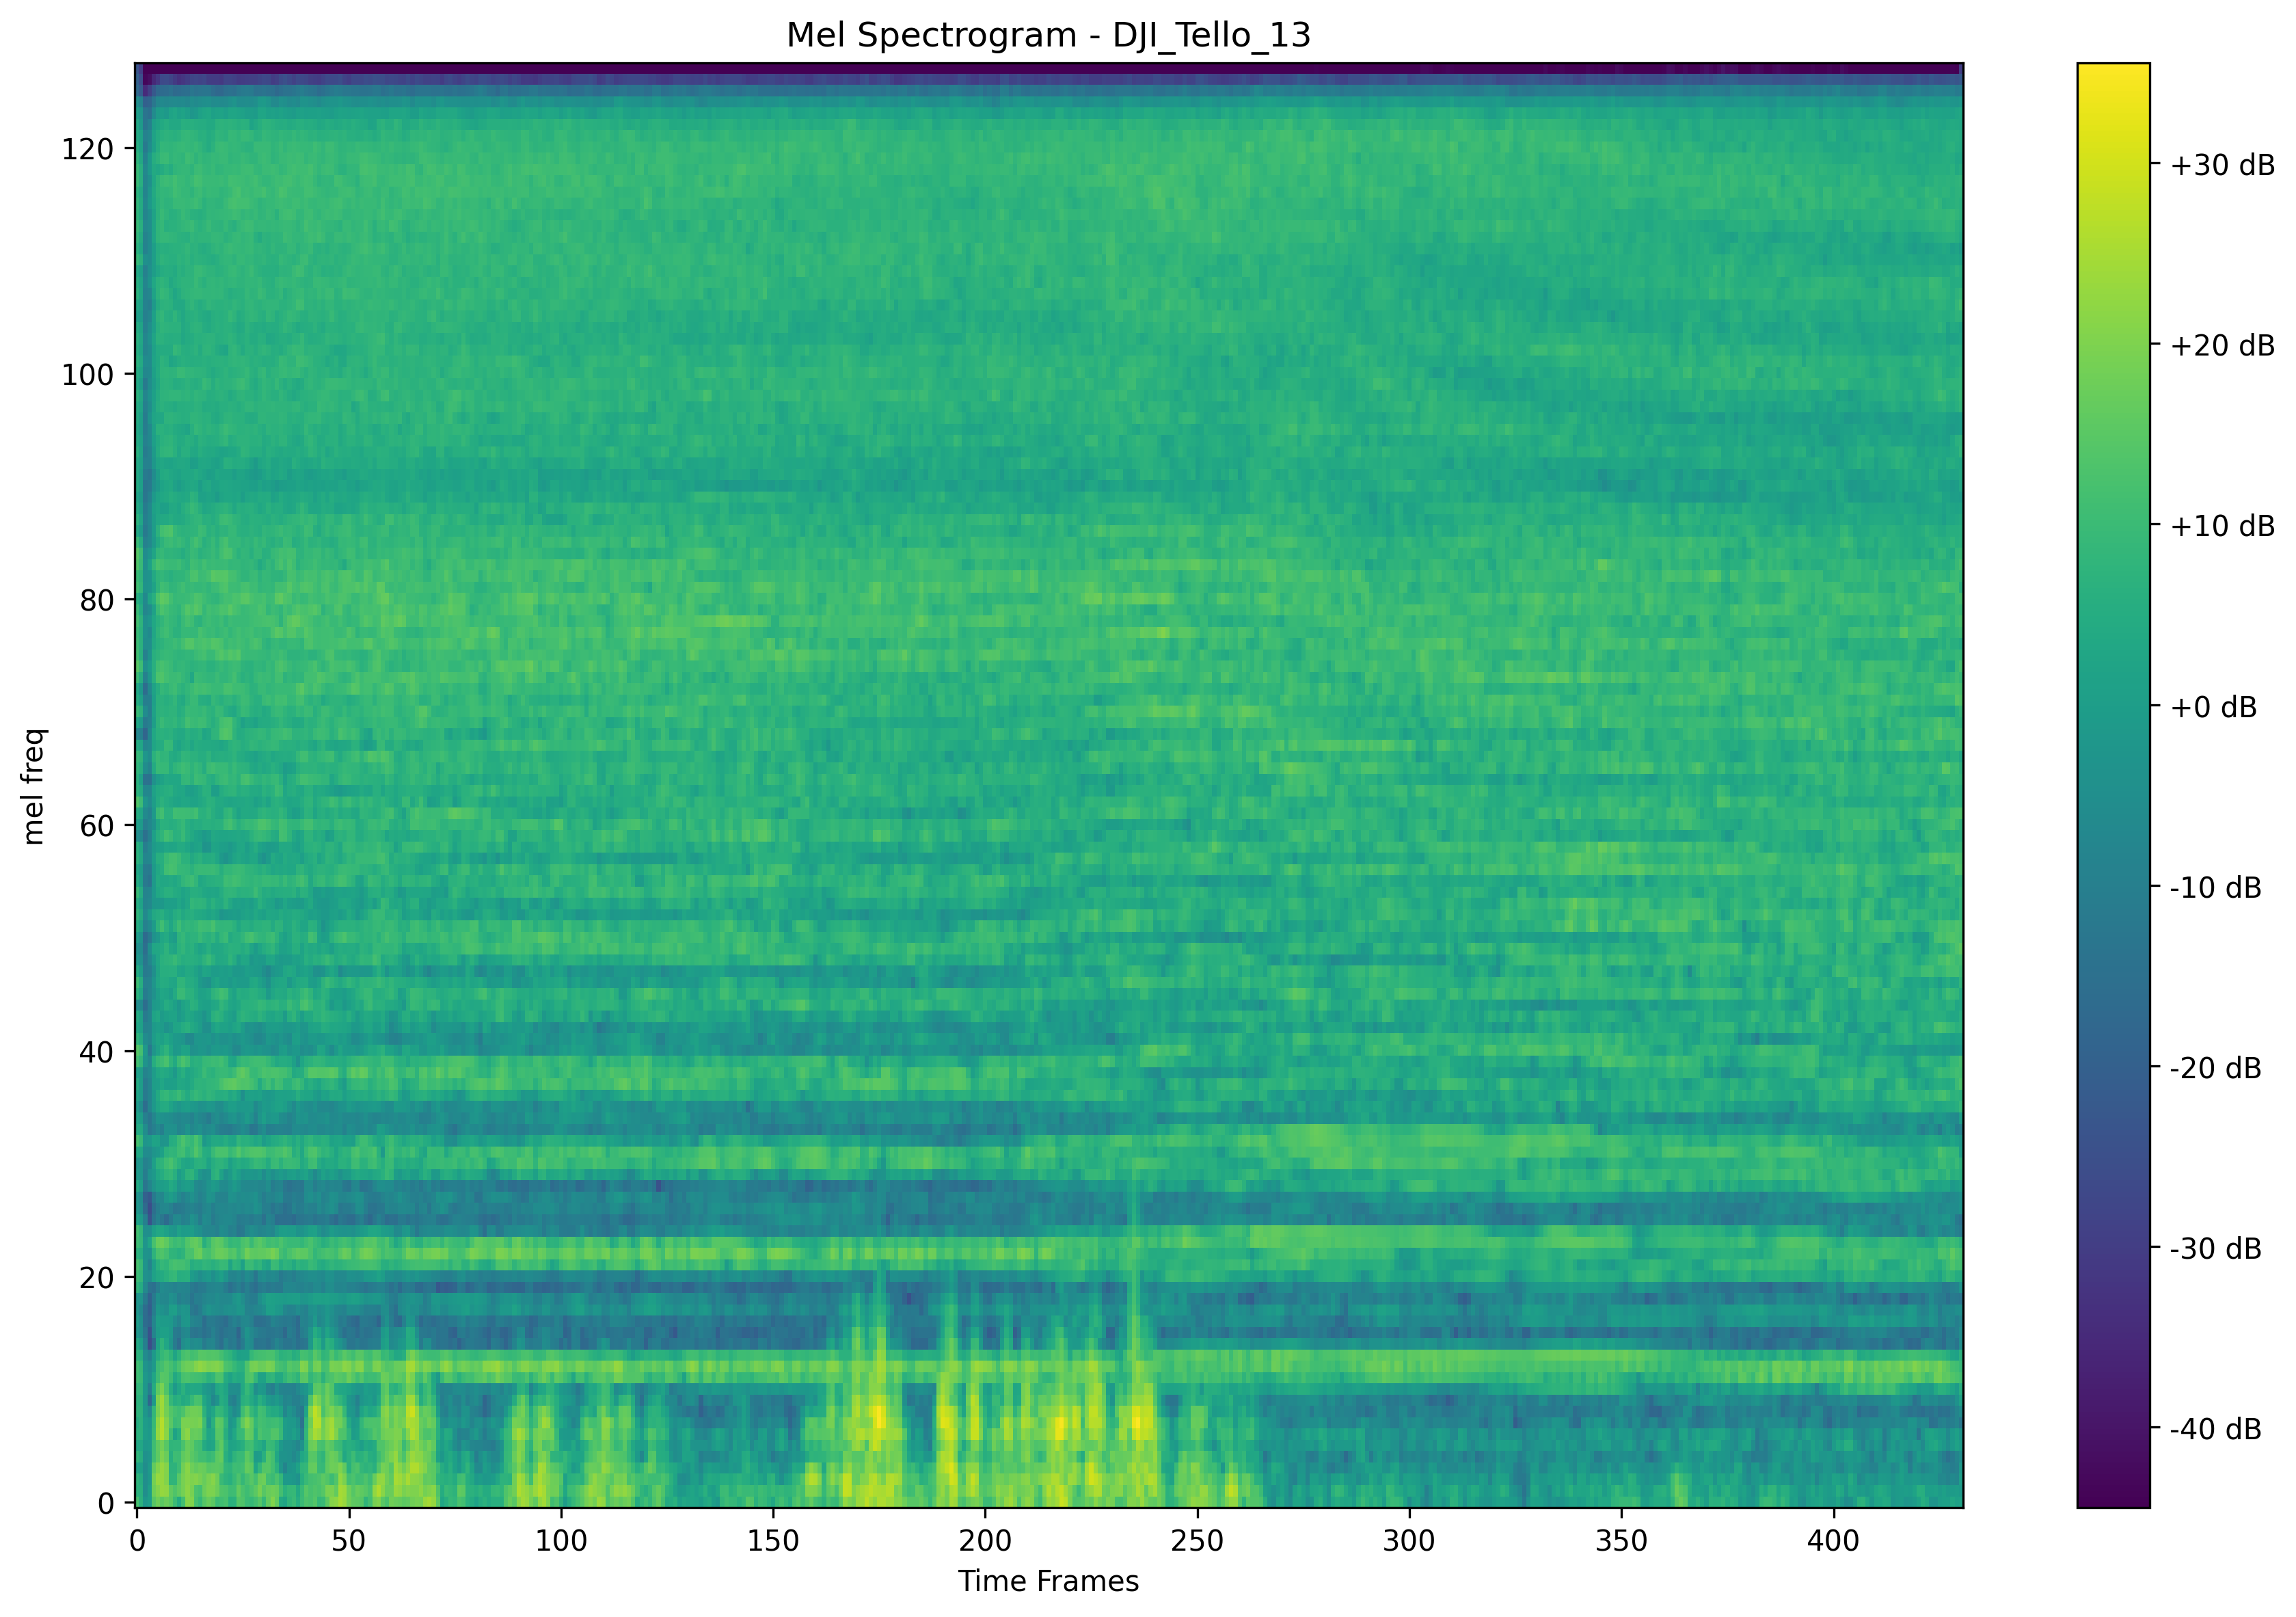 Mel Spectrogram - DJI_Tello_13
mel freq
120
100
80
60
40
20
0
0 50 100 150 200 250 300 350 400
Time Frames
+30 dB
+20 dB
+10 dB
+0 dB
-10 dB
-20 dB
-30 dB
-40 dB